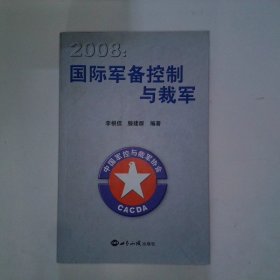 2008:
国际军备控制
与裁军
李根信 滕建群 编著
中国军控与裁军协会
CACDA
世界知识出版社